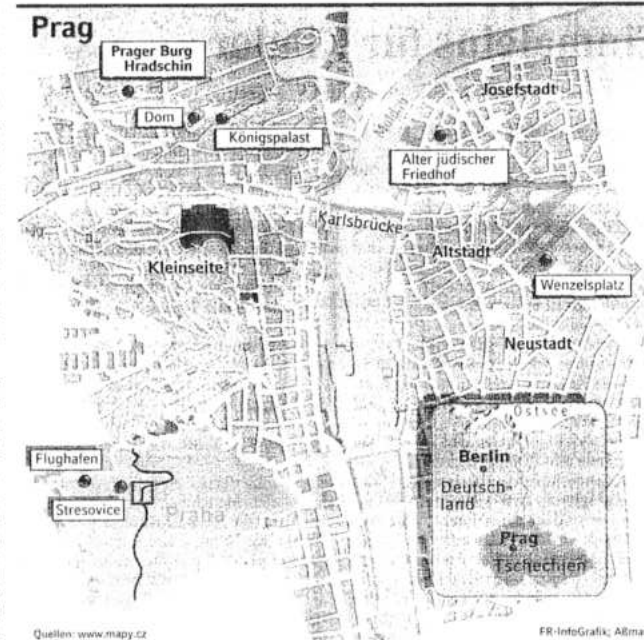 Prag
Prager Burg
Hradschin
Dom
Königspalast
Moldau
Josefstadt
Alter jüdischer
Friedhof
Karlsbrücke
Kleinseite
Altstadt
Wenzelsplatz
Neustadt
Flughafen
Stresovice
Praha
Ostsee
Berlin
Deutsch-
land
Prag
Tschechien
Quellen: www.mapy.cz
FR-InfoGrafik;